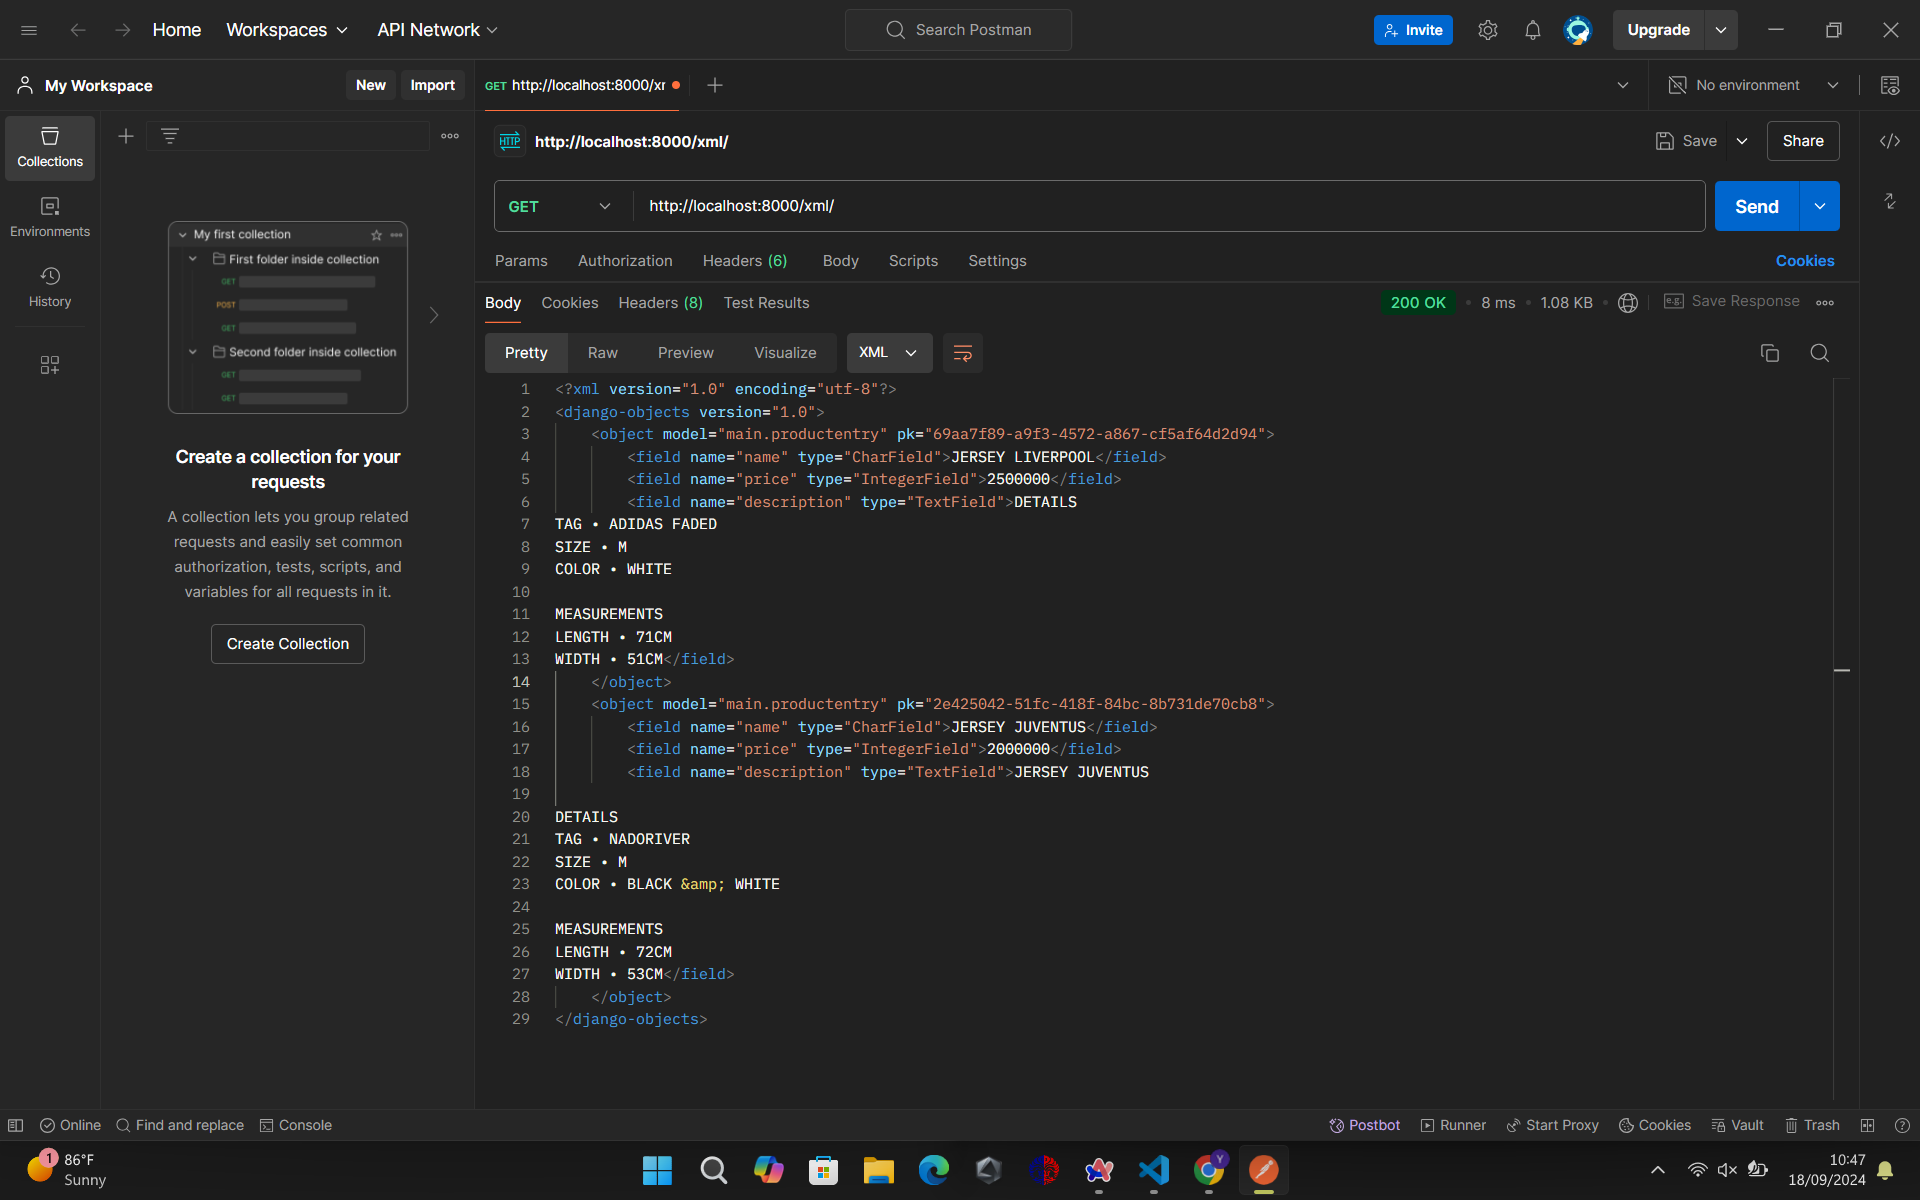 Home
Workspaces
API Network
Search Postman
Invite
Upgrade
My Workspace
New
Import
GET http://localhost:8000/xr
No environment
Collections
Environments
History
My first collection
First folder inside collection
GET
POST
GET
Second folder inside collection
GET
GET
Create a collection for your
requests
A collection lets you group related
requests and easily set common
authorization, tests, scripts, and
variables for all requests in it.
Create Collection
HTTP http://localhost:8000/xml/
Save
Share
GET
http://localhost:8000/xml/
Send
Params Authorization Headers (6) Body Scripts Settings
Cookies
Body Cookies Headers (8) Test Results
200 OK • 8 ms • 1.08 KB • e.g. Save Response
Pretty Raw Preview Visualize XML
1 <?xml version="1.0" encoding="utf-8"?>
2 <django-objects version="1.0">
3 <object model="main.productentry" pk="69aa7f89-a9f3-4572-a867-cf5af64d2d94">
4 <field name="name" type="CharField">JERSEY LIVERPOOL</field>
5 <field name="price" type="IntegerField">2500000</field>
6 <field name="description" type="TextField">DETAILS
7 TAG • ADIDAS FADED
8 SIZE • M
9 COLOR • WHITE
10
11 MEASUREMENTS
12 LENGTH • 71CM
13 WIDTH • 51CM</field>
14 </object>
15 <object model="main.productentry" pk="2e425042-51fc-418f-84bc-8b731de70cb8">
16 <field name="name" type="CharField">JERSEY JUVENTUS</field>
17 <field name="price" type="IntegerField">2000000</field>
18 <field name="description" type="TextField">JERSEY JUVENTUS
19
20 DETAILS
21 TAG • NADORIVER
22 SIZE • M
23 COLOR • BLACK &amp; WHITE
24
25 MEASUREMENTS
26 LENGTH • 72CM
27 WIDTH • 53CM</field>
28 </object>
29 </django-objects>
Online Find and replace Console
Postbot Runner Start Proxy Cookies Vault Trash
1
86°F
Sunny
Y
10:47
18/09/2024